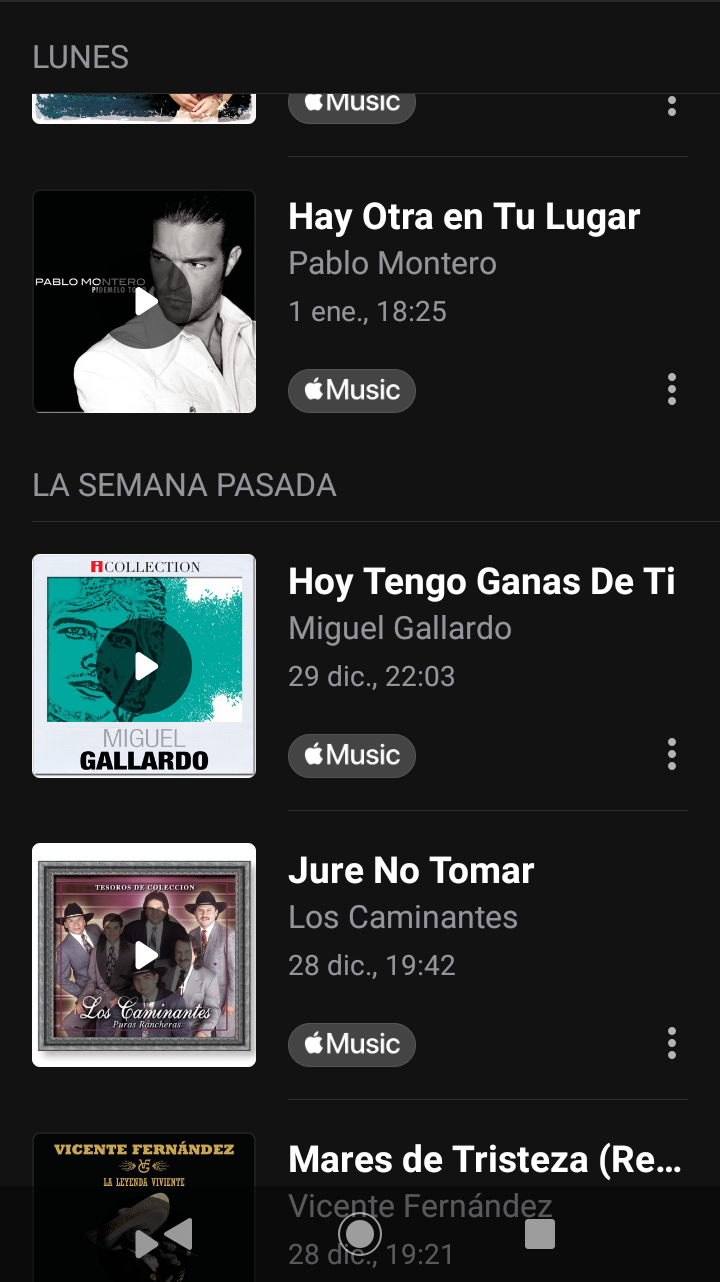 LUNES
Music
Hay Otra en Tu Lugar
Pablo Montero
1 ene., 18:25
PABLO MONTERO
PÍDEMELO TODO
Music
LA SEMANA PASADA
iCOLLECTION
MIGUEL
GALLARDO
Hoy Tengo Ganas De Ti
Miguel Gallardo
29 dic., 22:03
Music
TESOROS DE COLECCION
Los Caminantes
Puras Rancheras
Jure No Tomar
Los Caminantes
28 dic., 19:42
Music
VICENTE FERNÁNDEZ
LA LEYENDA VIVIENTE
Mares de Tristeza (Re...
Vicente Fernández
28 dic., 19:21